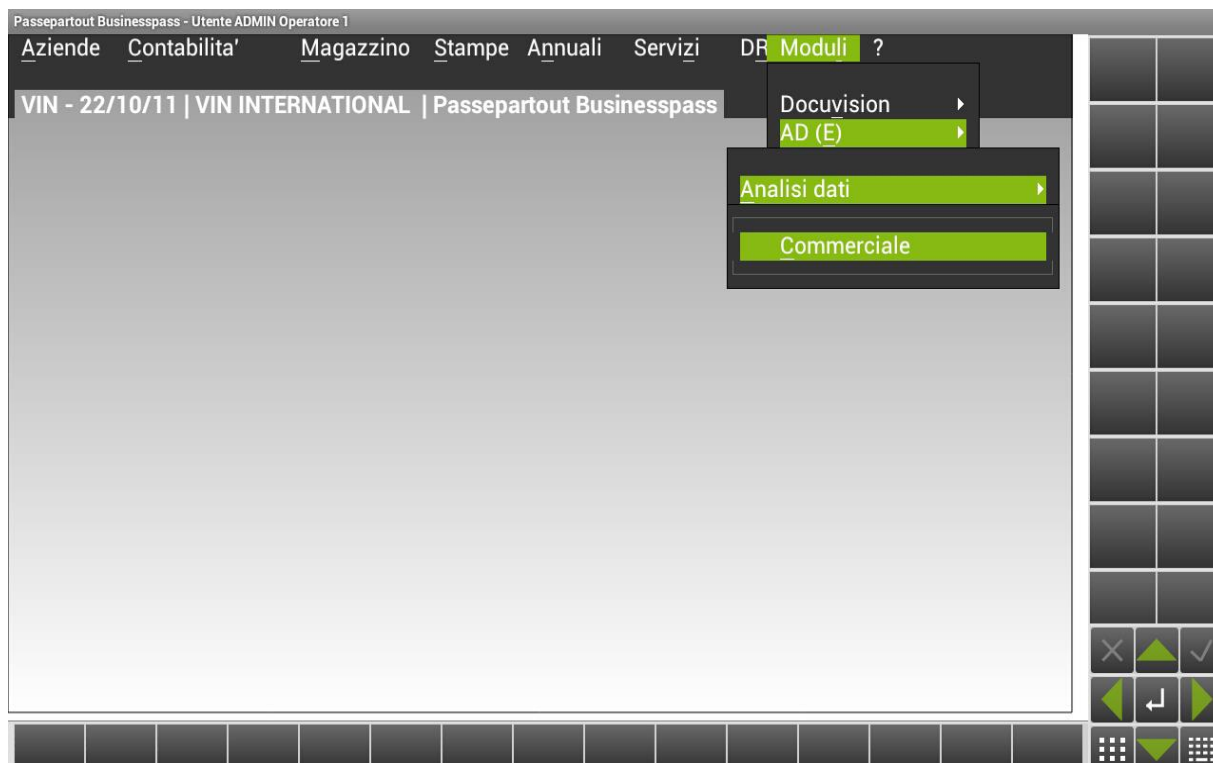 Passepartout Businesspass - Utente ADMIN Operatore 1
Aziende Contabilita' Magazzino Stampe Annuali Servizi DR Moduli ?
VIN - 22/10/11 | VIN INTERNATIONAL | Passepartout Businesspass
Docuvision
AD (E)
Analisi dati
Commerciale